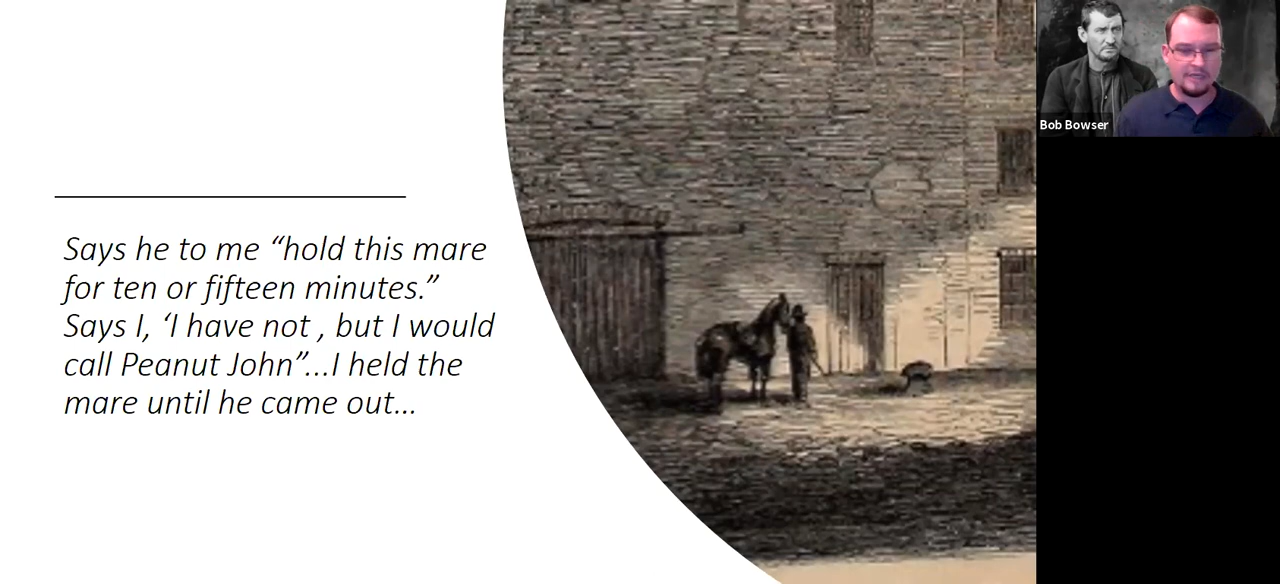 Says he to me “hold this mare
for ten or fifteen minutes.”
Says I, ‘I have not , but I would
call Peanut John”...I held the
mare until he came out...
Bob Bowser